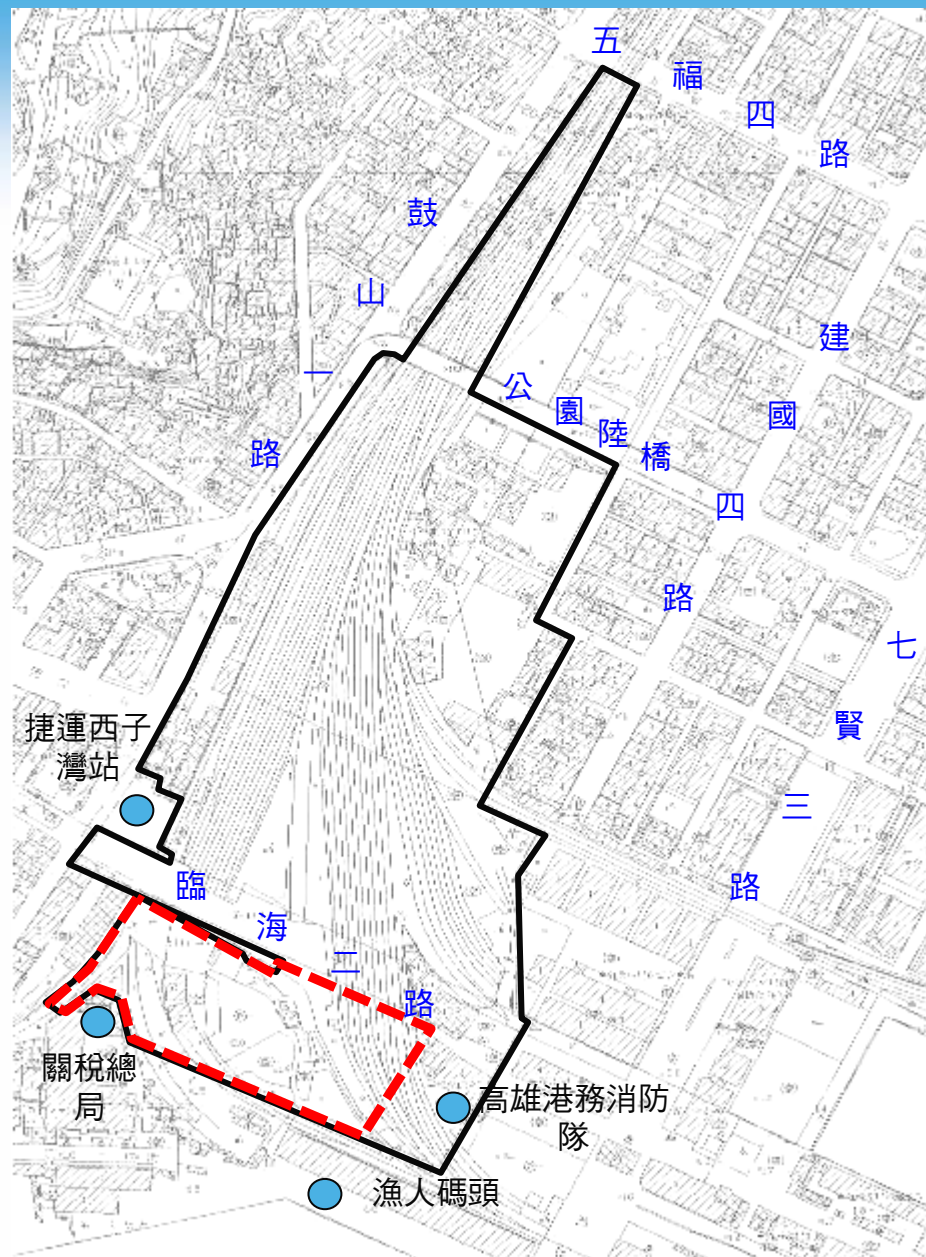 五福四路
鼓山一路
公園陸橋
建國四路
七賢三路
捷運西子
灣站
臨海二路
關稅總
局
高雄港務消防
隊
漁人碼頭